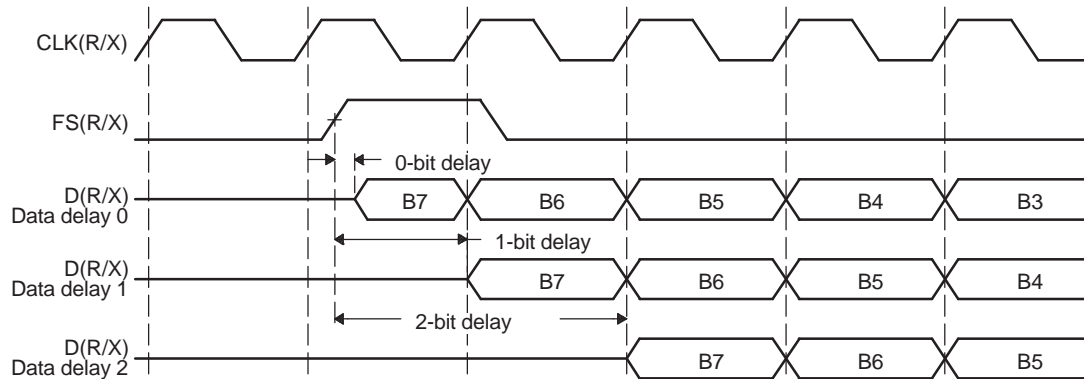 CLK(R/X)
FS(R/X)
0-bit delay
D(R/X)
Data delay 0
B7 B6 B5 B4 B3
1-bit delay
D(R/X)
Data delay 1
B7 B6 B5 B4
2-bit delay
D(R/X)
Data delay 2
B7 B6 B5